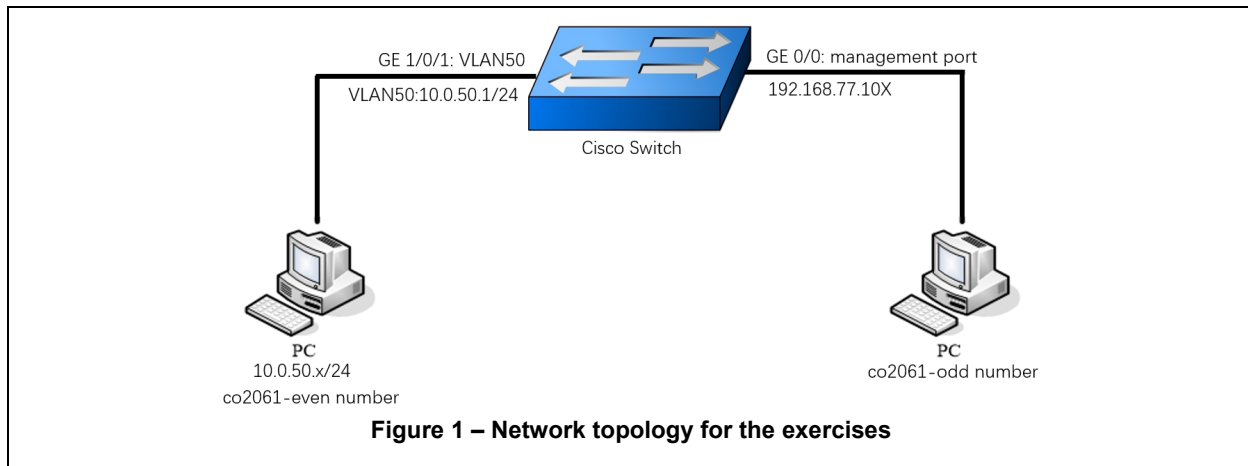 GE 1/0/1: VLAN50
VLAN50:10.0.50.1/24
GE 0/0: management port
192.168.77.10X
Cisco Switch
PC
10.0.50.x/24
co2061-even number
PC
co2061-odd number
Figure 1 – Network topology for the exercises